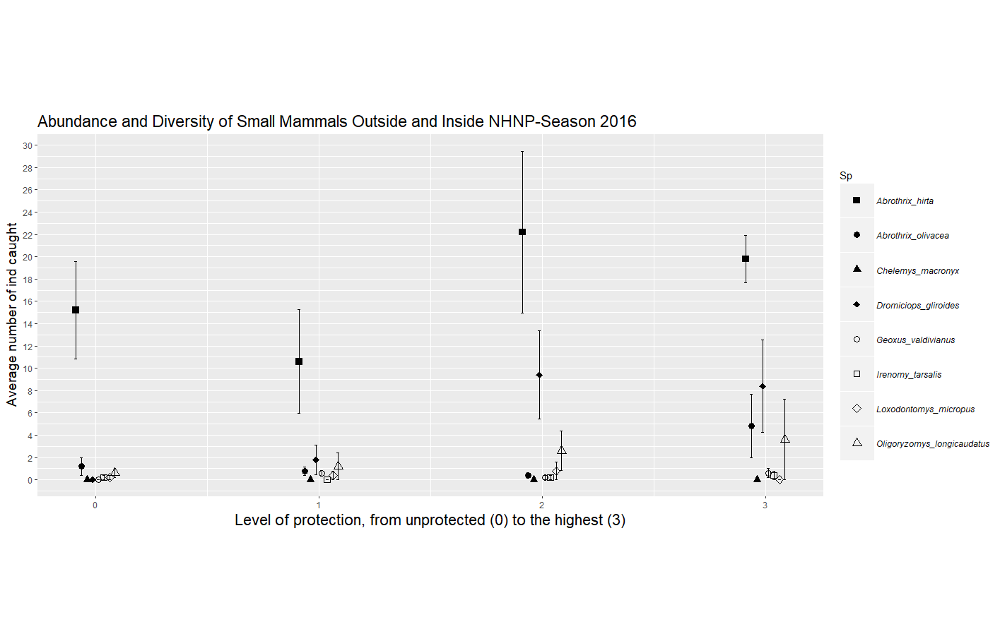 Abundance and Diversity of Small Mammals Outside and Inside NHNP-Season 2016
30
28
26
24
22
20
18
16
14
12
10
8
6
4
2
0
Average number of ind caught
0 1 2 3
Level of protection, from unprotected (0) to the highest (3)
Sp
Abrothrix_hirta
Abrothrix_olivacea
Chelemys_macronyx
Dromiciops_gliroides
Geoxus_valdivianus
Irenomy_tarsalis
Loxodontomys_micropus
Oligoryzomys_longicaudatus